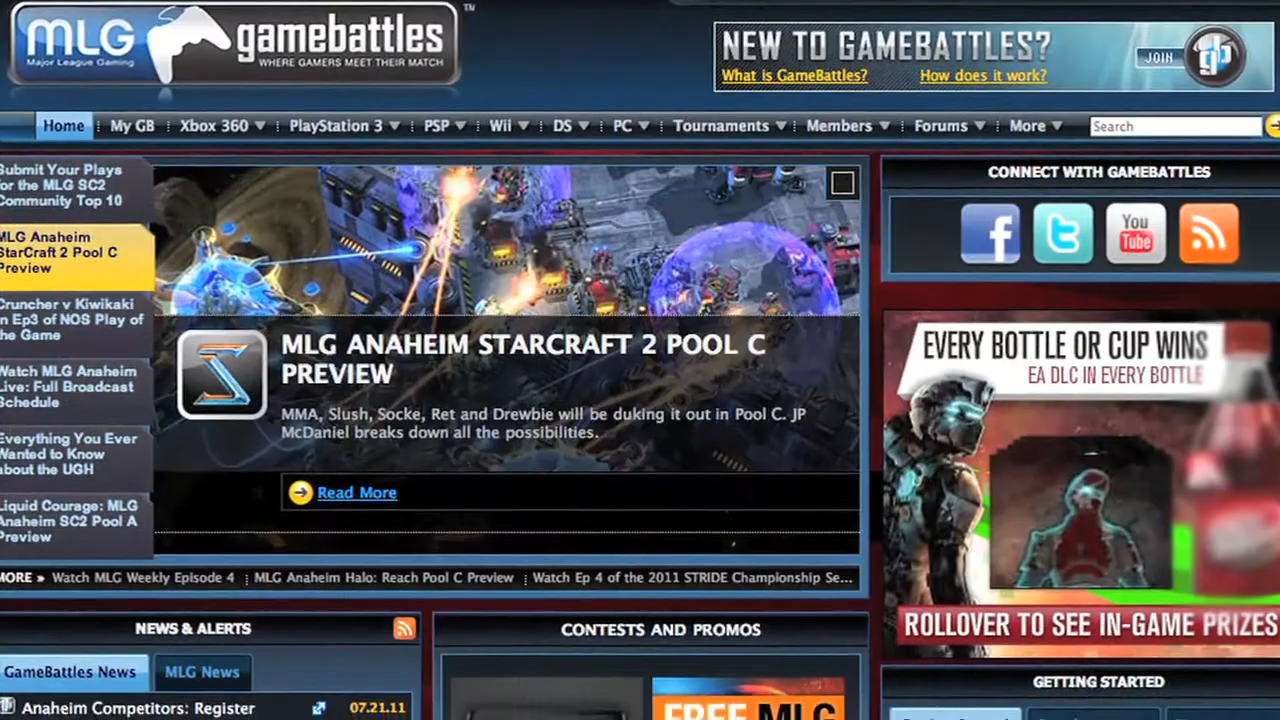 MLG
Major League Gaming
gamebattles
WHERE GAMERS MEET THEIR MATCH
TM
NEW TO GAMEBATTLES?
What is GameBattles? How does it work?
JOIN
Home My GB Xbox 360 PlayStation 3 PSP Wii DS PC Tournaments Members Forums More Search
Submit Your Plays
for the MLG SC2
Community Top 10
MLG Anaheim
StarCraft 2 Pool C
Preview
Cruncher v Kiwikaki
in Ep3 of NOS Play of
the Game
Watch MLG Anaheim
Live: Full Broadcast
Schedule
Everything You Ever
Wanted to Know
about the UGH
Liquid Courage: MLG
Anaheim SC2 Pool A
Preview
MLG ANAHEIM STARCRAFT 2 POOL C
PREVIEW
MMA, Slush, Socke, Ret and Drewbie will be duking it out in Pool C. JP
McDaniel breaks down all the possibilities.
Read More
MORE » Watch MLG Weekly Episode 4 MLG Anaheim Halo: Reach Pool C Preview Watch Ep 4 of the 2011 STRIDE Championship Se...
CONNECT WITH GAMEBATTLES
f
You
Tube
EVERY BOTTLE OR CUP WINS
EA DLC IN EVERY BOTTLE
ROLLOVER TO SEE IN-GAME PRIZES
NEWS & ALERTS
GameBattles News MLG News
Anaheim Competitors: Register 07.21.11
CONTESTS AND PROMOS
FREE MLG
GETTING STARTED